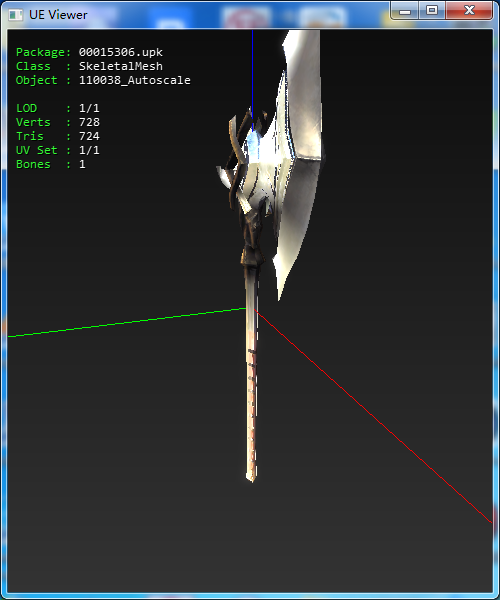 UE Viewer
Package: 00015306.upk
Class  : SkeletalMesh
Object : 110038_Autoscale
LOD    : 1/1
Verts  : 728
Tris   : 724
UV Set : 1/1
Bones  : 1